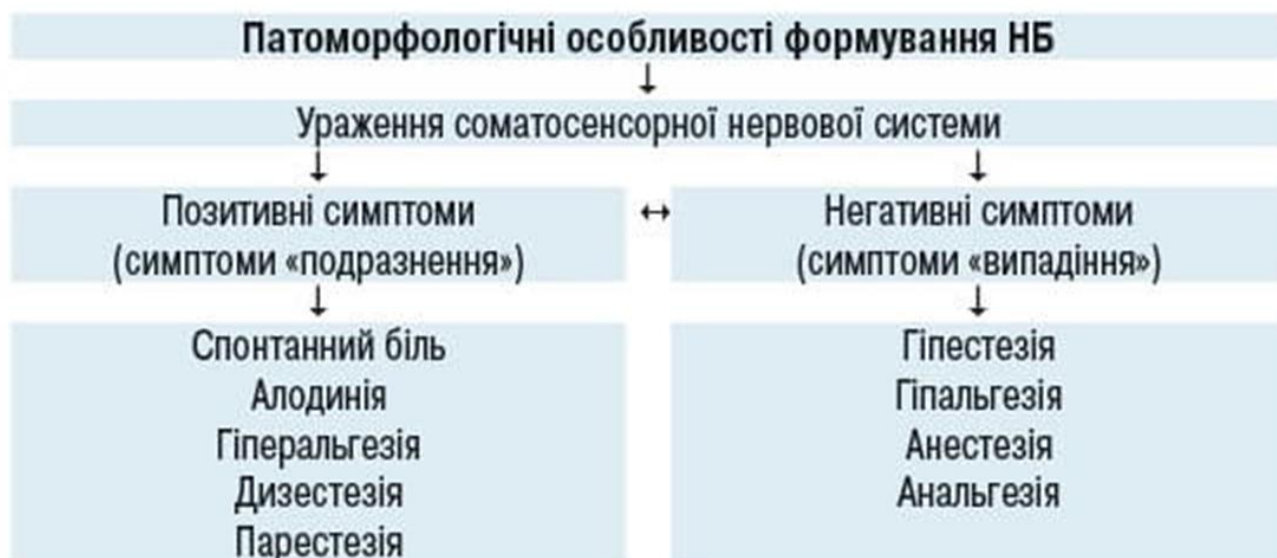 Патоморфологічні особливості формування НБ
Ураження соматосенсорної нервової системи
Позитивні симптоми
(симптоми «подразнення»)
Негативні симптоми
(симптоми «випадіння»)
Спонтанний біль
Алодинія
Гіперальгезія
Дизестезія
Парестезія
Гіпестезія
Гіпальгезія
Анестезія
Анальгезія